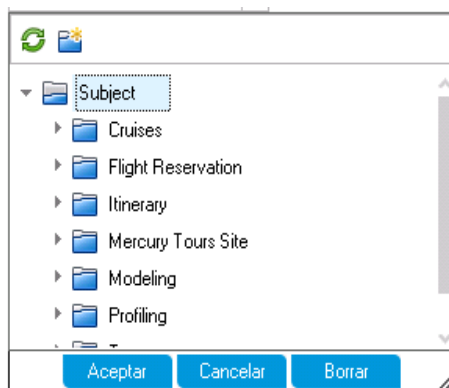 Subject
Cruises
Flight Reservation
Itinerary
Mercury Tours Site
Modeling
Profiling
Aceptar
Cancelar
Borrar